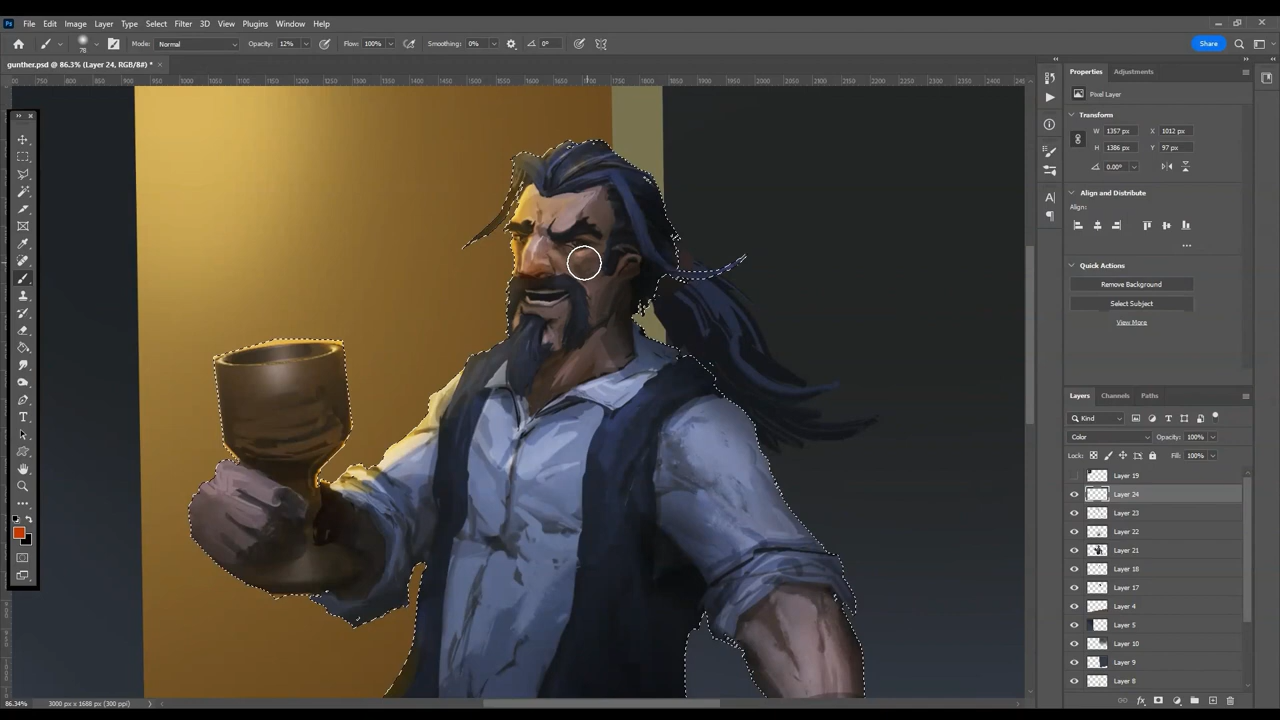 Ps File Edit Image Layer Type Select Filter 3D View Plugins Window Help
78 Mode: Normal Opacity: 12% Flow: 100% Smoothing: 0% 0° Share
gunther.psd @ 86.3% (Layer 24, RGB/8#) * ×
Properties Adjustments
Pixel Layer
Transform
W 1357 px X 1012 px
H 1386 px Y 97 px
0.00°
Align and Distribute
Align:
Quick Actions
Remove Background
Select Subject
View More
Layers Channels Paths
Kind
Color Opacity: 100%
Lock: Fill: 100%
Layer 19
Layer 24
Layer 23
Layer 22
Layer 21
Layer 18
Layer 17
Layer 4
Layer 5
Layer 10
Layer 9
Layer 8
86.34% 3000 px x 1688 px (300 ppi)